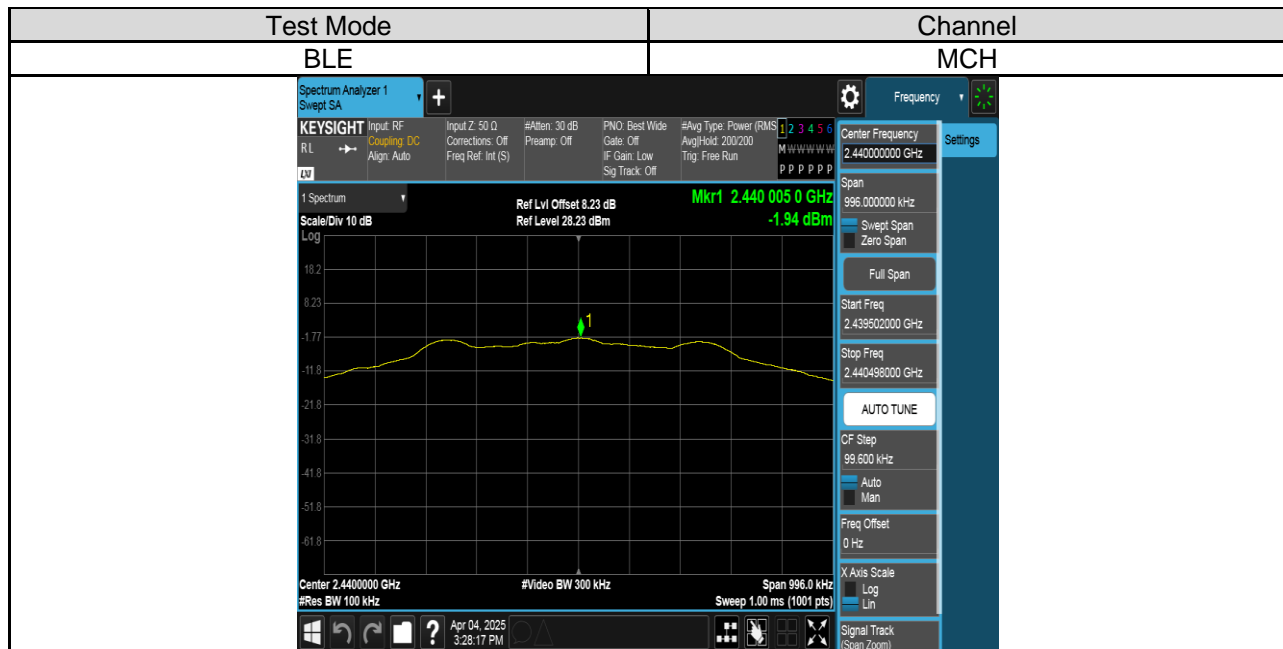 Test Mode Channel
BLE MCH
Spectrum Analyzer 1
Swept SA
+
Frequency
KEYSIGHT
RL
LXI
Input: RF
Coupling: DC
Align: Auto
Input Z: 50 Ω
Corrections: Off
Freq Ref: Int (S)
#Atten: 30 dB
Preamp: Off
PNO: Best Wide
Gate: Off
IF Gain: Low
Sig Track: Off
#Avg Type: Power (RMS
Avg|Hold: 200/200
Trig: Free Run
1 2 3 4 5 6
M W W W W W
P P P P P P
1 Spectrum
Scale/Div 10 dB
Log
Ref Lvl Offset 8.23 dB
Ref Level 28.23 dBm
Mkr1 2.440 005 0 GHz
-1.94 dBm
18.2
8.23
-1.77
-11.8
-21.8
-31.8
-41.8
-51.8
-61.8
1
Center 2.4400000 GHz
#Res BW 100 kHz
#Video BW 300 kHz
Span 996.0 kHz
Sweep 1.00 ms (1001 pts)
?
Apr 04, 2025
3:28:17 PM
Center Frequency
2.440000000 GHz
Span
996.000000 kHz
Swept Span
Zero Span
Full Span
Start Freq
2.439502000 GHz
Stop Freq
2.440498000 GHz
AUTO TUNE
CF Step
99.600 kHz
Auto
Man
Freq Offset
0 Hz
X Axis Scale
Log
Lin
Signal Track
(Span Zoom)
Settings